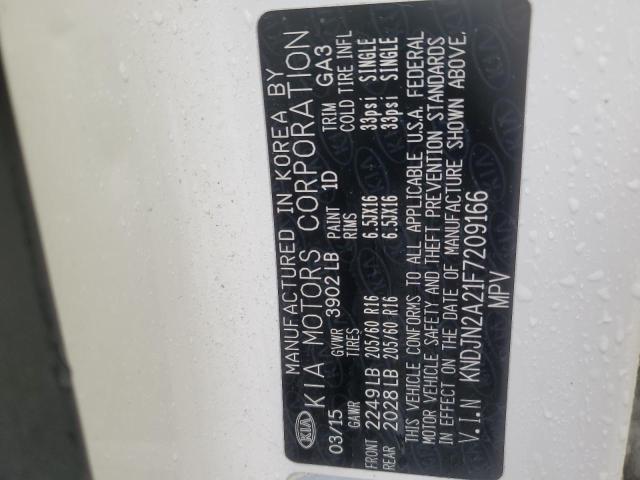 KIA
MANUFACTURED IN KOREA BY
KIA MOTORS CORPORATION
03/15 GVWR 3902LB PAINT 1D TRIM GA3
GAWR TIRES RIMS COLD TIRE INFL
FRONT 2249LB 205/60 R16 6.5JX16 33psi SINGLE
REAR 2028LB 205/60 R16 6.5JX16 33psi SINGLE
THIS VEHICLE CONFORMS TO ALL APPLICABLE U.S.A. FEDERAL
MOTOR VEHICLE SAFETY AND THEFT PREVENTION STANDARDS
IN EFFECT ON THE DATE OF MANUFACTURE SHOWN ABOVE.
V.I.N KNDJN2A21F7209166
MPV